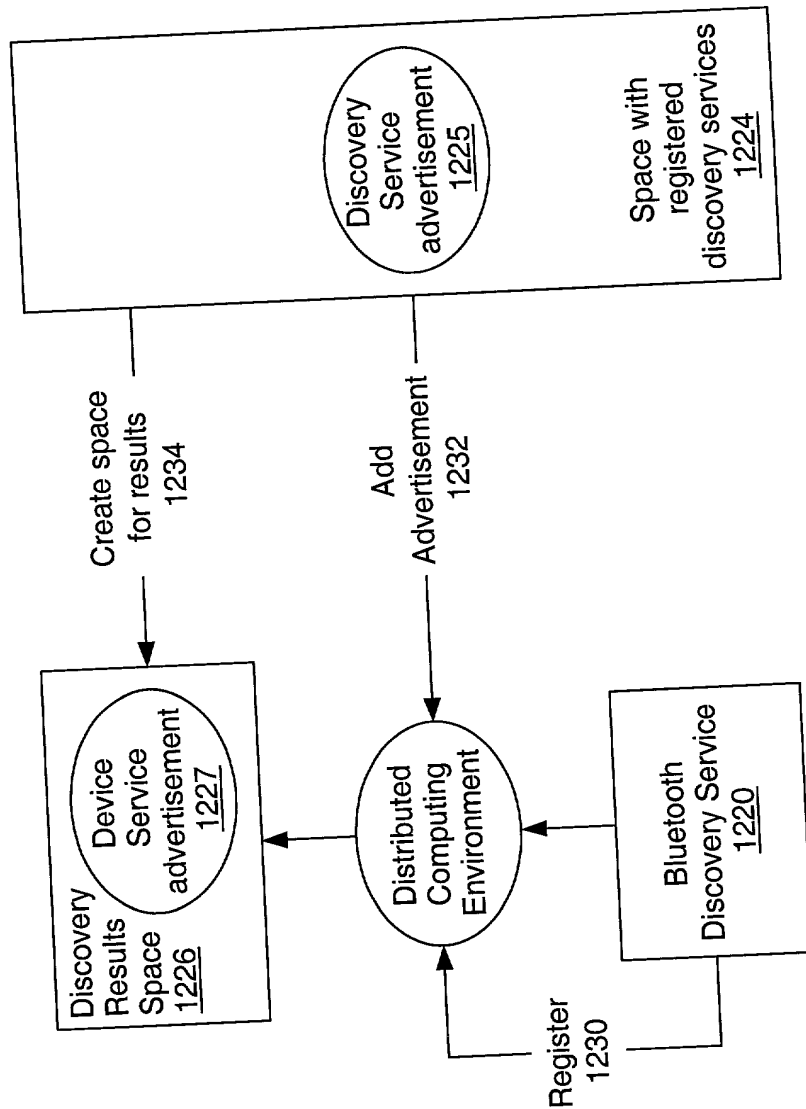 Discovery
Results
Space
1226
Device
Service
advertisement
1227
Create space
for results
1234
Discovery
Service
advertisement
1225
Space with
registered
discovery services
1224
Distributed
Computing
Environment
Add
Advertisement
1232
Register
1230
Bluetooth
Discovery Service
1220